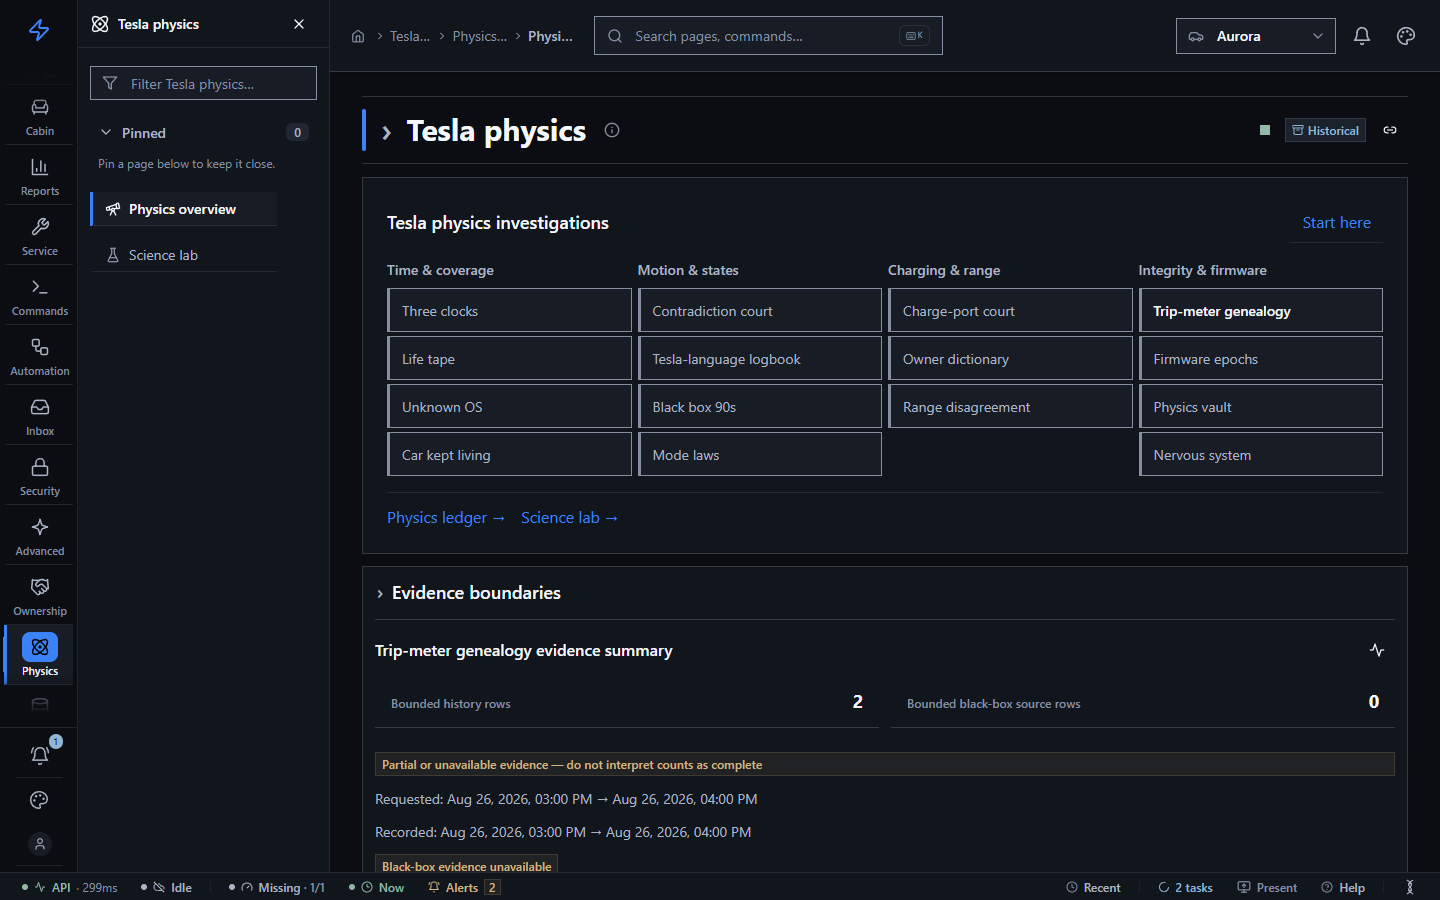 Tesla physics
Filter Tesla physics...
Pinned
0
Pin a page below to keep it close.
Physics overview
Science lab
Cabin
Reports
Service
Commands
Automation
Inbox
Security
Advanced
Ownership
Physics
1
Tesla...
Physics...
Physi...
Search pages, commands...
K
Aurora
Tesla physics
Historical
Tesla physics investigations
Start here
Time & coverage
Motion & states
Charging & range
Integrity & firmware
Three clocks
Contradiction court
Charge-port court
Trip-meter genealogy
Life tape
Tesla-language logbook
Owner dictionary
Firmware epochs
Unknown OS
Black box 90s
Range disagreement
Physics vault
Car kept living
Mode laws
Nervous system
Physics ledger →
Science lab →
Evidence boundaries
Trip-meter genealogy evidence summary
Bounded history rows
2
Bounded black-box source rows
0
Partial or unavailable evidence — do not interpret counts as complete
Requested: Aug 26, 2026, 03:00 PM → Aug 26, 2026, 04:00 PM
Recorded: Aug 26, 2026, 03:00 PM → Aug 26, 2026, 04:00 PM
Black-box evidence unavailable
API · 299ms
Idle
Missing · 1/1
Now
Alerts 2
Recent
2 tasks
Present
Help